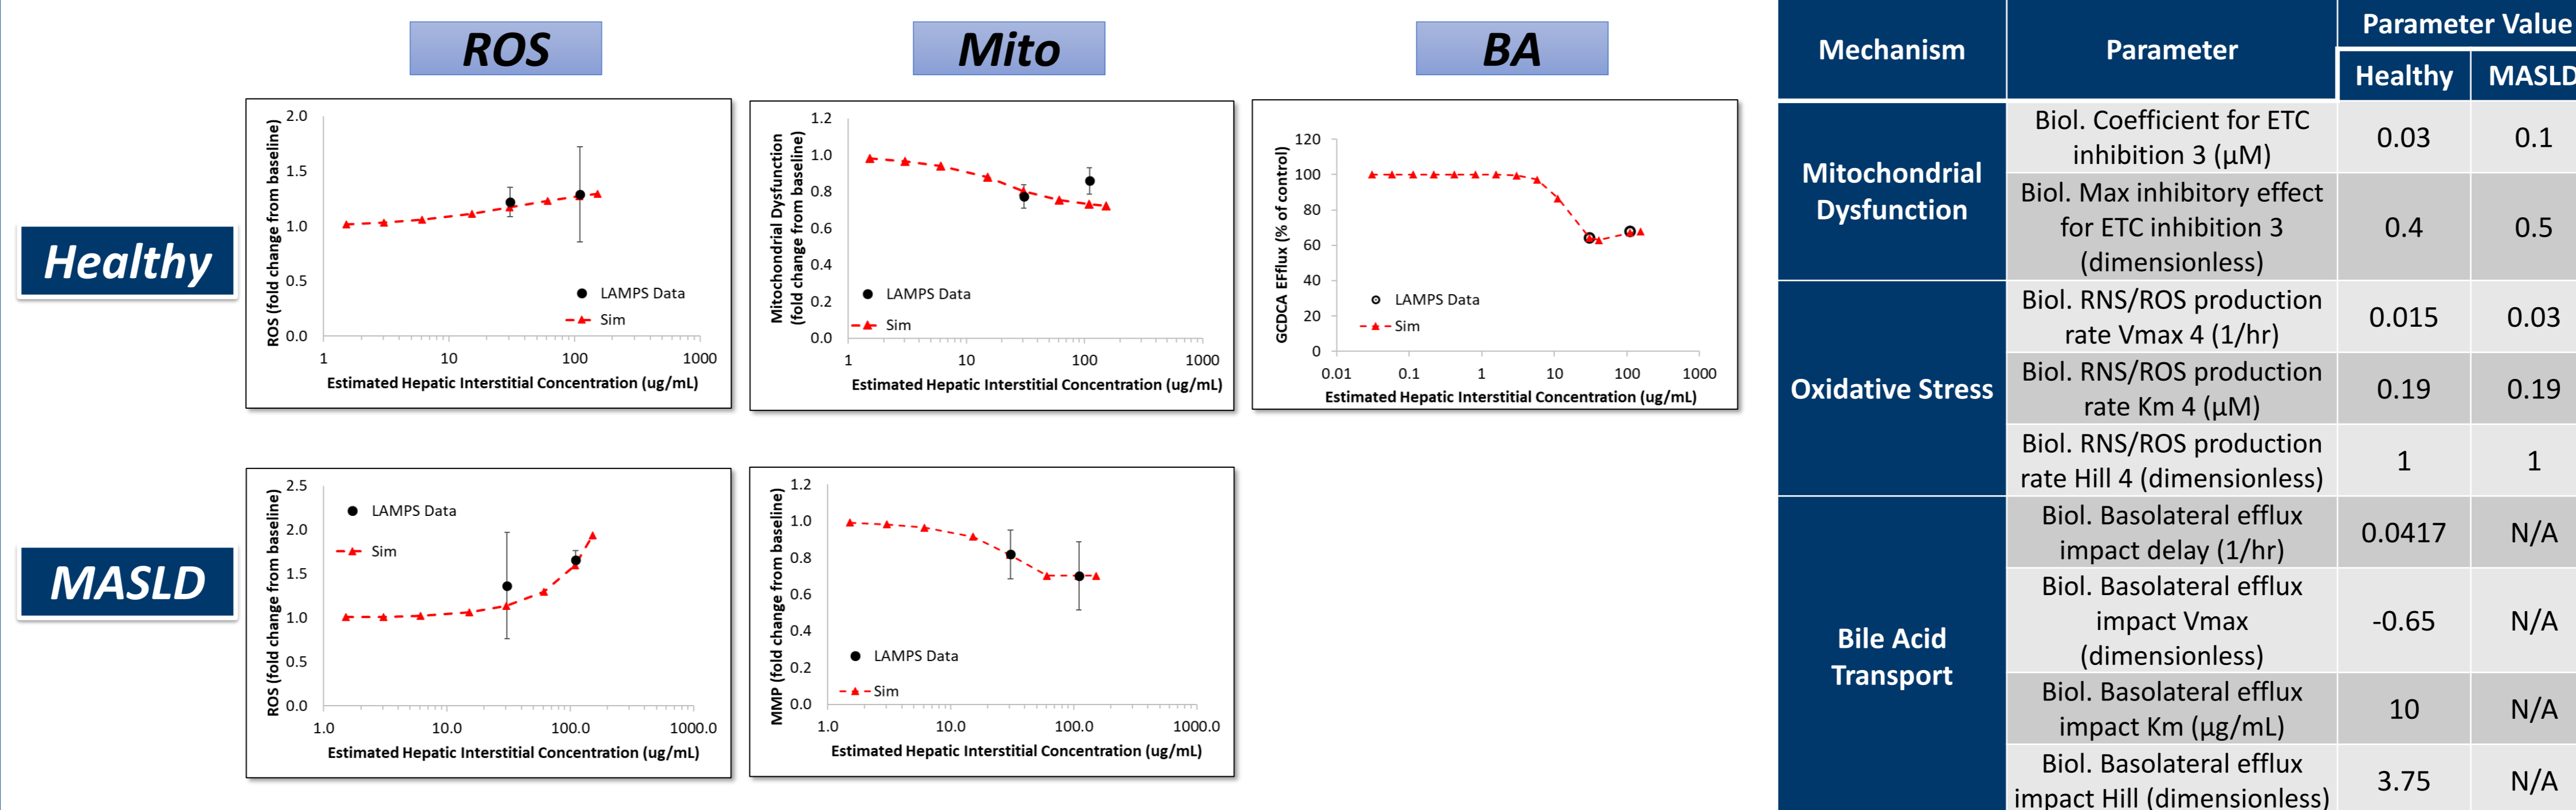 ROS
Mito
BA
Healthy
MASLD
ROS (fold change from baseline)
2.0
1.5
1.0
0.5
0.0
1
10
100
1000
LAMPS Data
Sim
Estimated Hepatic Interstitial Concentration (ug/mL)
Mitochondrial Dysfunction
(fold change from baseline)
1.2
1.0
0.8
0.6
0.4
0.2
0.0
1
10
100
1000
LAMPS Data
Sim
Estimated Hepatic Interstitial Concentration (ug/mL)
GCDCA EFflux (% of control)
120
100
80
60
40
20
0
0.01
0.1
1
10
100
1000
LAMPS Data
Sim
Estimated Hepatic Interstitial Concentration (ug/mL)
ROS (fold change from baseline)
2.5
2.0
1.5
1.0
0.5
0.0
1.0
10.0
100.0
1000.0
LAMPS Data
Sim
Estimated Hepatic Interstitial Concentration (ug/mL)
MMP (fold change from baseline)
1.2
1.0
0.8
0.6
0.4
0.2
0.0
1.0
10.0
100.0
1000.0
LAMPS Data
Sim
Estimated Hepatic Interstitial Concentration (ug/mL)
Mechanism
Parameter
Parameter Value
Healthy
MASLD
Mitochondrial
Dysfunction
Biol. Coefficient for ETC
inhibition 3 (µM)
0.03
0.1
Biol. Max inhibitory effect
for ETC inhibition 3
(dimensionless)
0.4
0.5
Oxidative Stress
Biol. RNS/ROS production
rate Vmax 4 (1/hr)
0.015
0.03
Biol. RNS/ROS production
rate Km 4 (µM)
0.19
0.19
Biol. RNS/ROS production
rate Hill 4 (dimensionless)
1
1
Bile Acid
Transport
Biol. Basolateral efflux
impact delay (1/hr)
0.0417
N/A
Biol. Basolateral efflux
impact Vmax
(dimensionless)
-0.65
N/A
Biol. Basolateral efflux
impact Km (µg/mL)
10
N/A
Biol. Basolateral efflux
impact Hill (dimensionless)
3.75
N/A